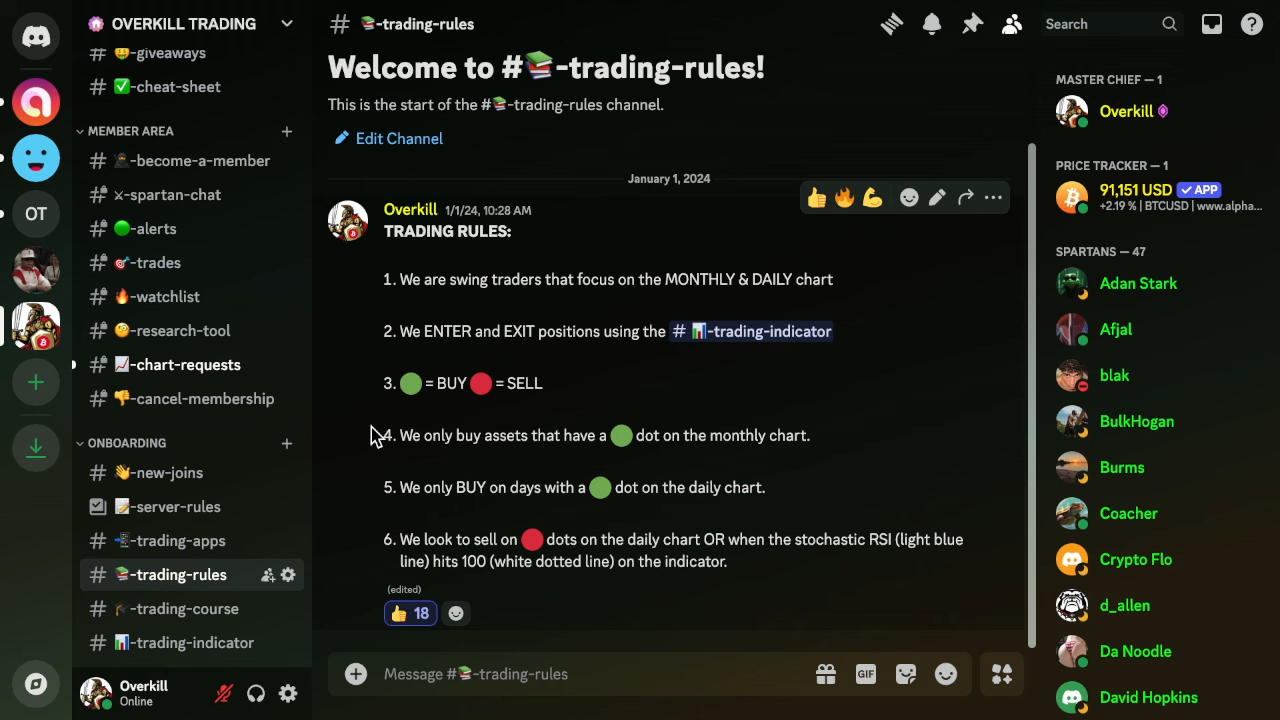 OVERKILL TRADING
🤑-giveaways
✅-cheat-sheet
MEMBER AREA
🥷-become-a-member
⚔-spartan-chat
🟢-alerts
🎯-trades
🔥-watchlist
🧐-research-tool
📈-chart-requests
👎-cancel-membership
ONBOARDING
👋-new-joins
📝-server-rules
📲-trading-apps
📚-trading-rules
🎓-trading-course
📊-trading-indicator
Overkill
Online
OT
# 📚-trading-rules
Search
Welcome to #📚-trading-rules!
This is the start of the #📚-trading-rules channel.
Edit Channel
January 1, 2024
Overkill 1/1/24, 10:28 AM
TRADING RULES:
1. We are swing traders that focus on the MONTHLY & DAILY chart
2. We ENTER and EXIT positions using the # 📊-trading-indicator
3. 🟢 = BUY 🔴 = SELL
4. We only buy assets that have a 🟢 dot on the monthly chart.
5. We only BUY on days with a 🟢 dot on the daily chart.
6. We look to sell on 🔴 dots on the daily chart OR when the stochastic RSI (light blue
line) hits 100 (white dotted line) on the indicator.
(edited)
👍 18
Message #📚-trading-rules
GIF
MASTER CHIEF — 1
Overkill
PRICE TRACKER — 1
91,151 USD ✓ APP
+2.19 % | BTCUSD | www.alpha...
SPARTANS — 47
Adan Stark
Afjal
blak
BulkHogan
Burms
Coacher
Crypto Flo
d_allen
Da Noodle
David Hopkins